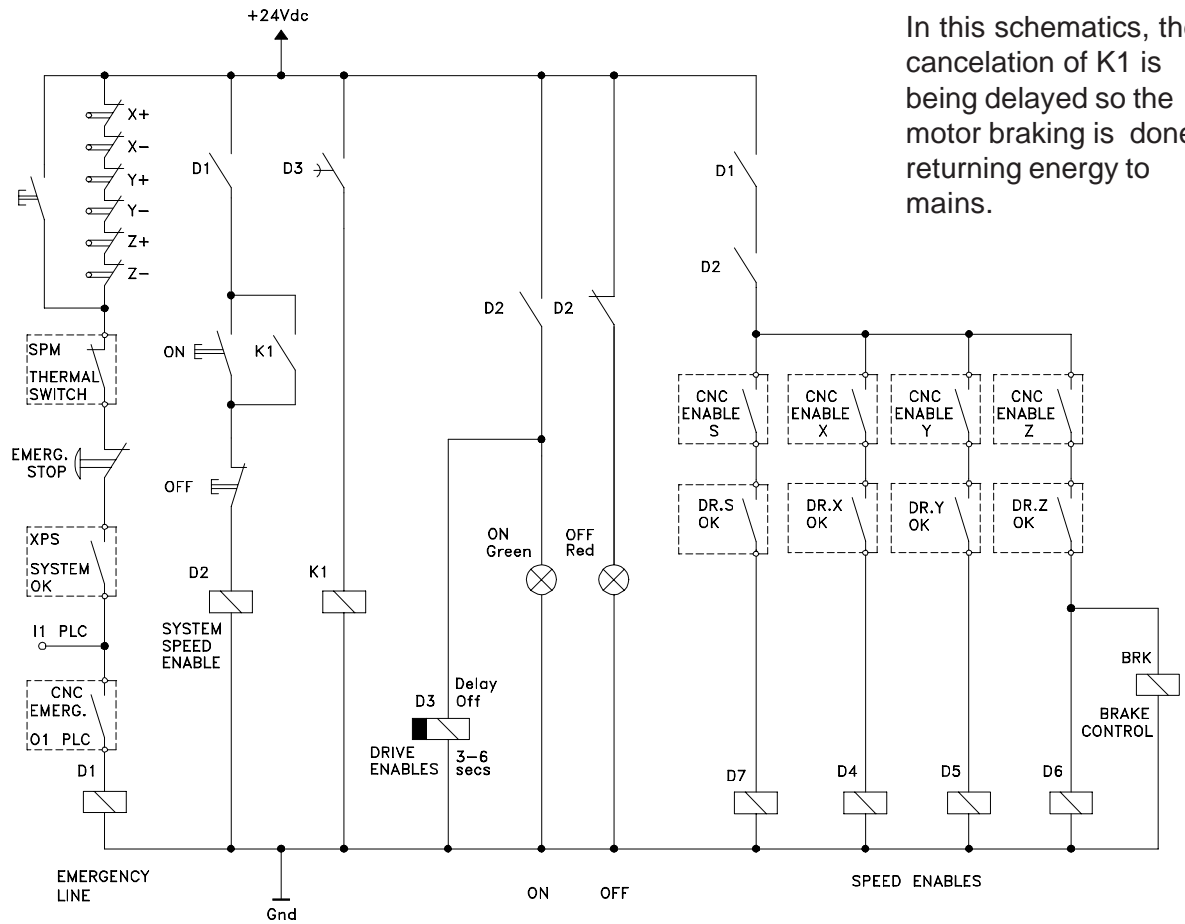 +24Vdc
In this schematics, the
cancelation of K1 is
being delayed so the
motor braking is done
returning energy to
mains.
X+
X-
Y+
Y-
Z+
Z-
SPM
THERMAL
SWITCH
EMERG.
STOP
XPS
SYSTEM
OK
I1 PLC
CNC
EMERG.
O1 PLC
D1
EMERGENCY
LINE
D1
ON
K1
OFF
D2
SYSTEM
SPEED
ENABLE
Gnd
D3
K1
D2
D3
Delay
Off
DRIVE
ENABLES
3-6
secs
ON
Green
ON
D2
OFF
Red
OFF
D1
D2
CNC
ENABLE
S
DR.S
OK
D7
CNC
ENABLE
X
DR.X
OK
D4
CNC
ENABLE
Y
DR.Y
OK
D5
CNC
ENABLE
Z
DR.Z
OK
D6
BRK
BRAKE
CONTROL
SPEED ENABLES